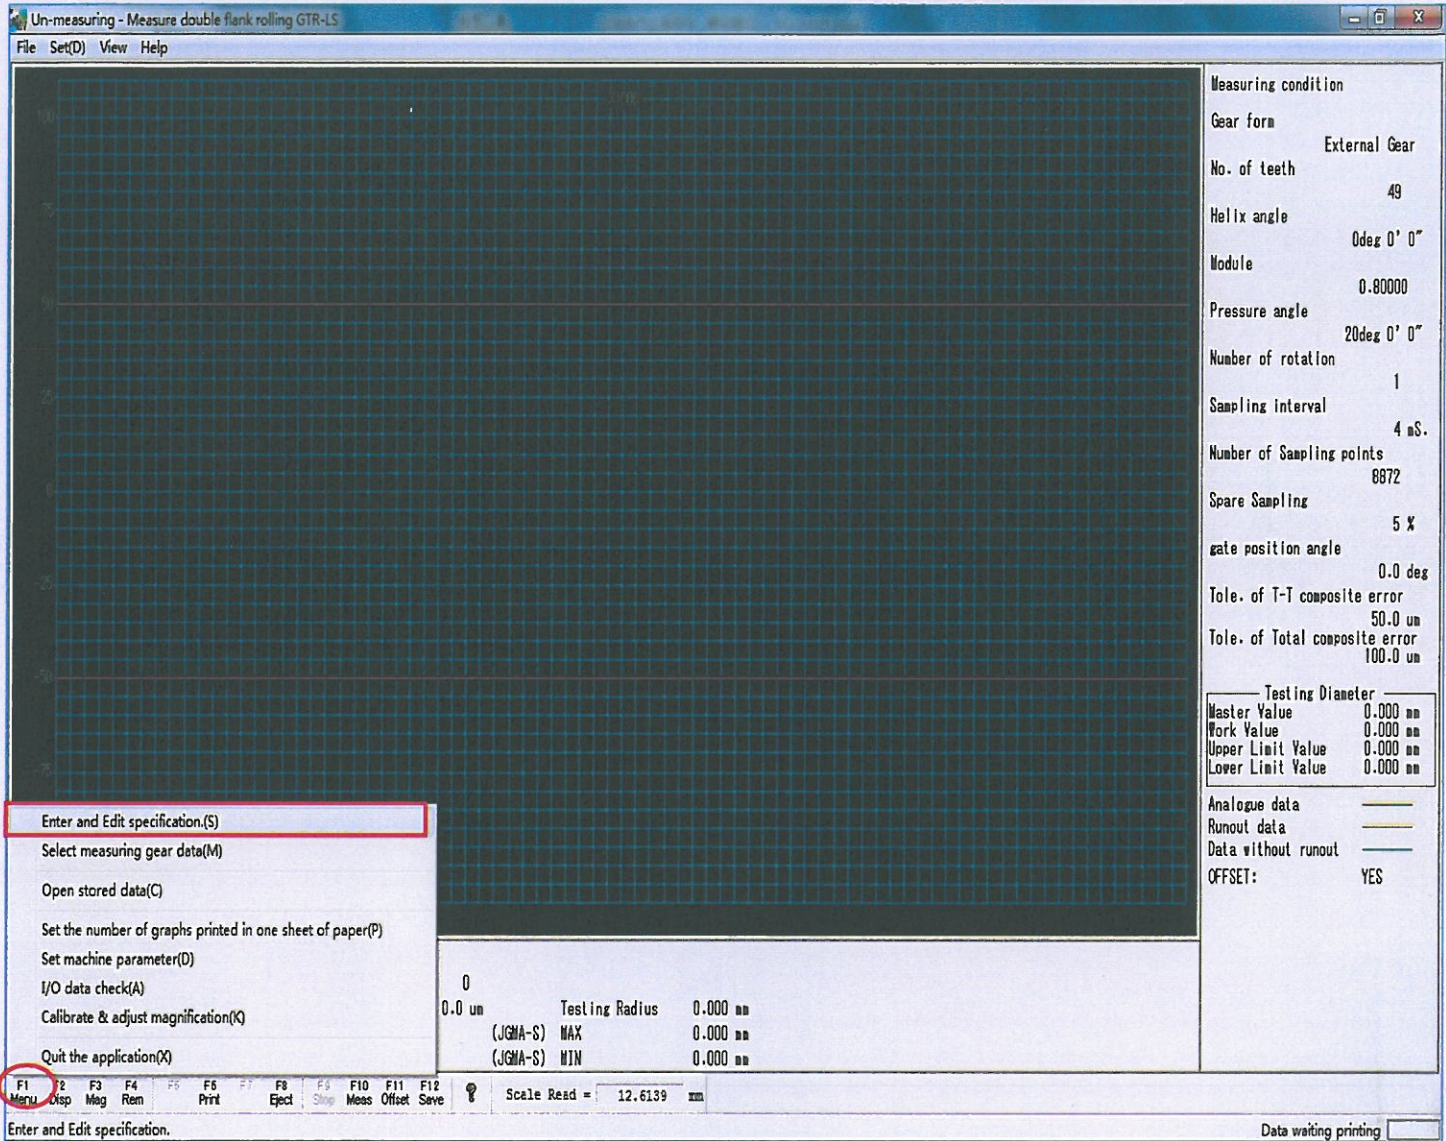 Un-measuring - Measure double flank rolling GTR-LS
File Set(D) View Help
100
75
50
25
0
-25
-50
-75
Measuring condition
Gear form
External Gear
No. of teeth
49
Helix angle
0deg 0' 0"
Module
0.80000
Pressure angle
20deg 0' 0"
Number of rotation
1
Sampling interval
4 mS.
Number of Sampling points
8872
Spare Sampling
5 %
gate position angle
0.0 deg
Tole. of T-T composite error
50.0 um
Tole. of Total composite error
100.0 um
Testing Diameter
Master Value 0.000 mm
Work Value 0.000 mm
Upper Limit Value 0.000 mm
Lower Limit Value 0.000 mm
Analogue data
Runout data
Data without runout
OFFSET: YES
Enter and Edit specification.(S)
Select measuring gear data(M)
Open stored data(C)
Set the number of graphs printed in one sheet of paper(P)
Set machine parameter(D)
I/O data check(A)
Calibrate & adjust magnification(K)
Quit the application(X)
0
0.0 um Testing Radius 0.000 mm
(JGMA-S) MAX 0.000 mm
(JGMA-S) MIN 0.000 mm
F1 F2 F3 F4 F5 F6 F7 F8 F9 F10 F11 F12
Menu Disp Mag Rem Print Eject Stop Meas Offset Save
Scale Read = 12.6139 mm
Enter and Edit specification.
Data waiting printing